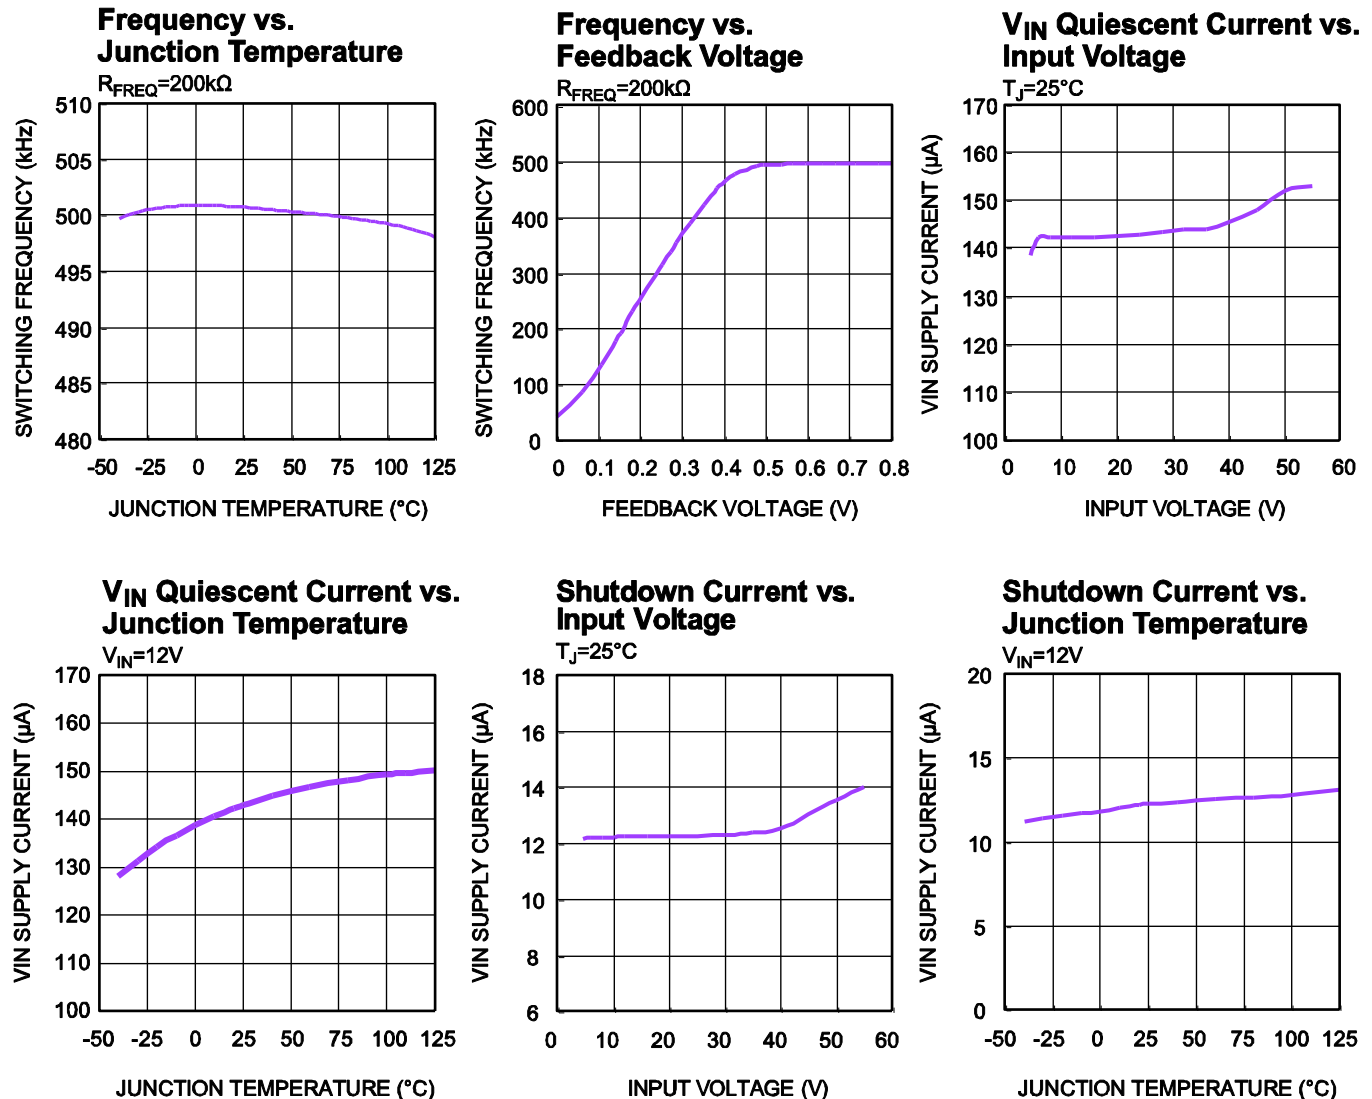 Frequency vs.
Junction Temperature
RFREQ=200kΩ
SWITCHING FREQUENCY (kHz)
510
505
500
495
490
485
480
-50 -25 0 25 50 75 100 125
JUNCTION TEMPERATURE (°C)
Frequency vs.
Feedback Voltage
RFREQ=200kΩ
SWITCHING FREQUENCY (kHz)
600
500
400
300
200
100
0
0 0.1 0.2 0.3 0.4 0.5 0.6 0.7 0.8
FEEDBACK VOLTAGE (V)
VIN Quiescent Current vs.
Input Voltage
TJ=25°C
VIN SUPPLY CURRENT (µA)
170
160
150
140
130
120
110
100
0 10 20 30 40 50 60
INPUT VOLTAGE (V)
VIN Quiescent Current vs.
Junction Temperature
VIN=12V
VIN SUPPLY CURRENT (µA)
170
160
150
140
130
120
110
100
-50 -25 0 25 50 75 100 125
JUNCTION TEMPERATURE (°C)
Shutdown Current vs.
Input Voltage
TJ=25°C
VIN SUPPLY CURRENT (µA)
18
16
14
12
10
8
6
0 10 20 30 40 50 60
INPUT VOLTAGE (V)
Shutdown Current vs.
Junction Temperature
VIN=12V
VIN SUPPLY CURRENT (µA)
20
15
10
5
0
-50 -25 0 25 50 75 100 125
JUNCTION TEMPERATURE (°C)